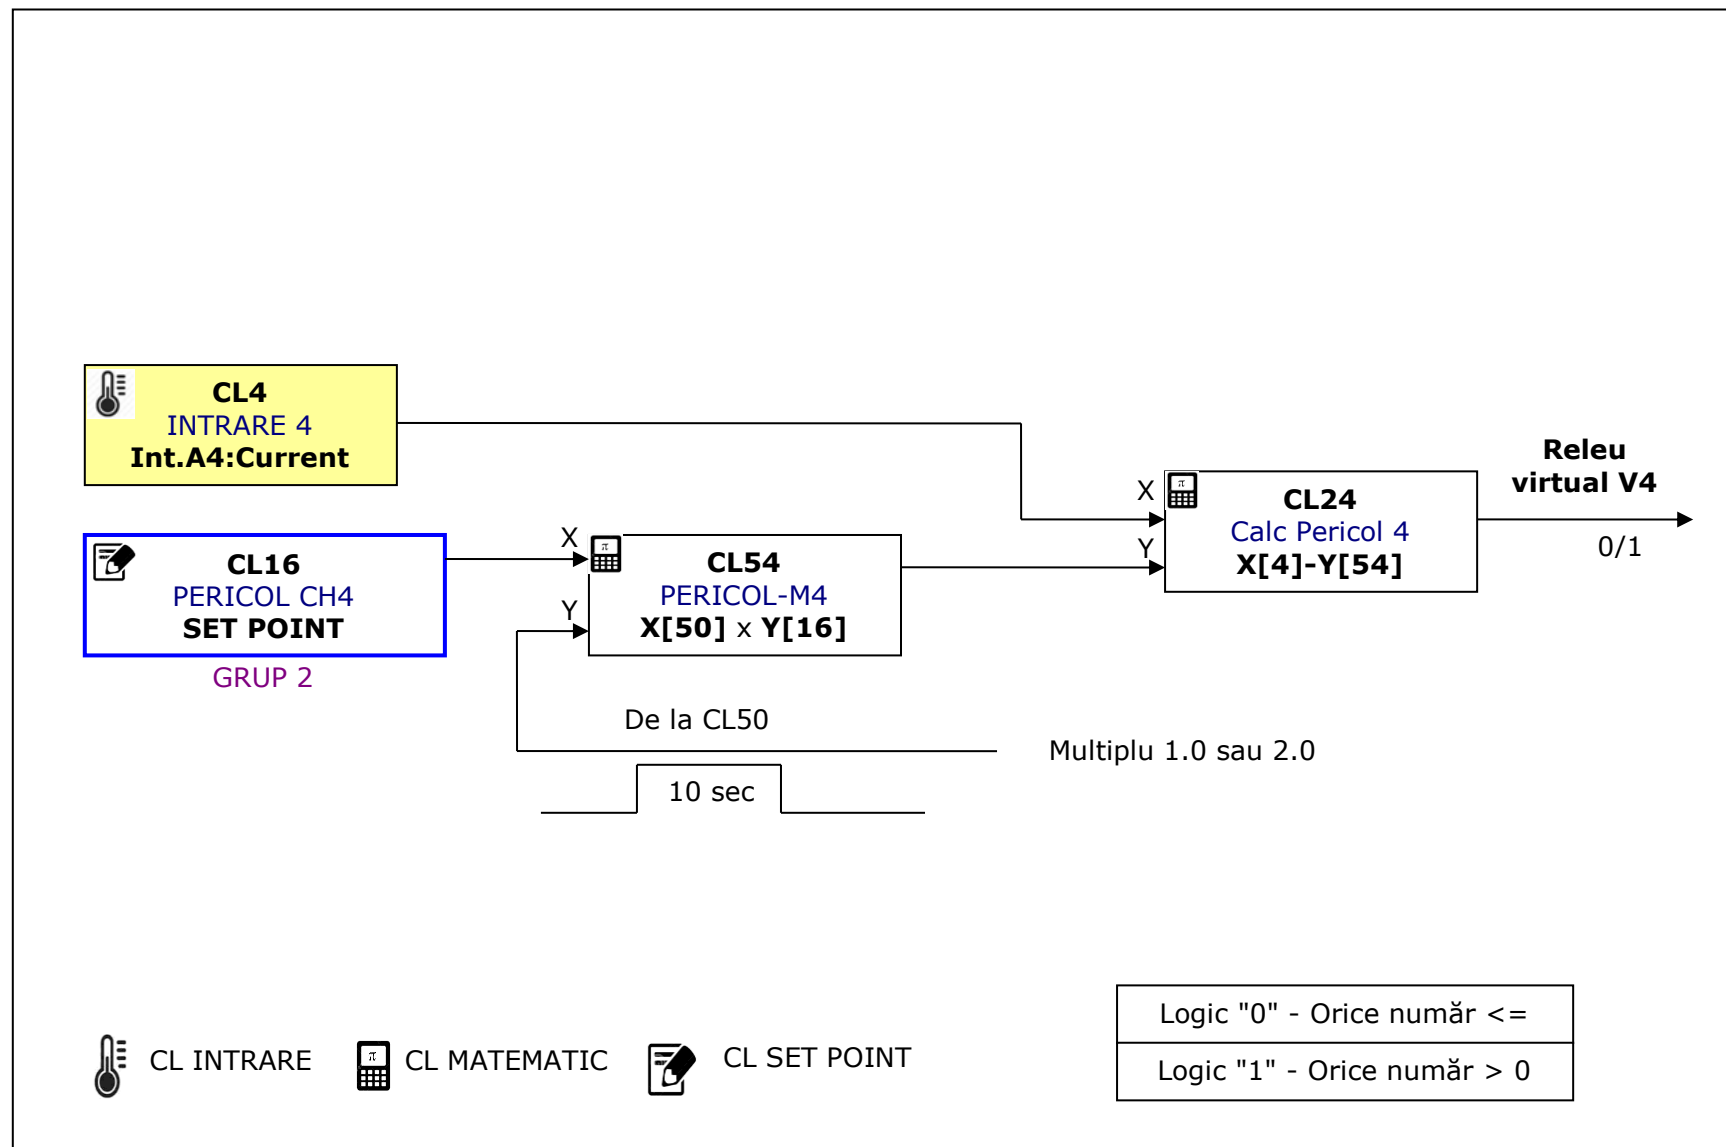 CL4
INTRARE 4
Int.A4:Current
CL16
PERICOL CH4
SET POINT
GRUP 2
X
Y
CL54
PERICOL-M4
X[50] x Y[16]
De la CL50
Multiplu 1.0 sau 2.0
10 sec
X
Y
CL24
Calc Pericol 4
X[4]-Y[54]
Releu
virtual V4
0/1
CL INTRARE
π
CL MATEMATIC
CL SET POINT
Logic "0" - Orice număr <=
Logic "1" - Orice număr > 0